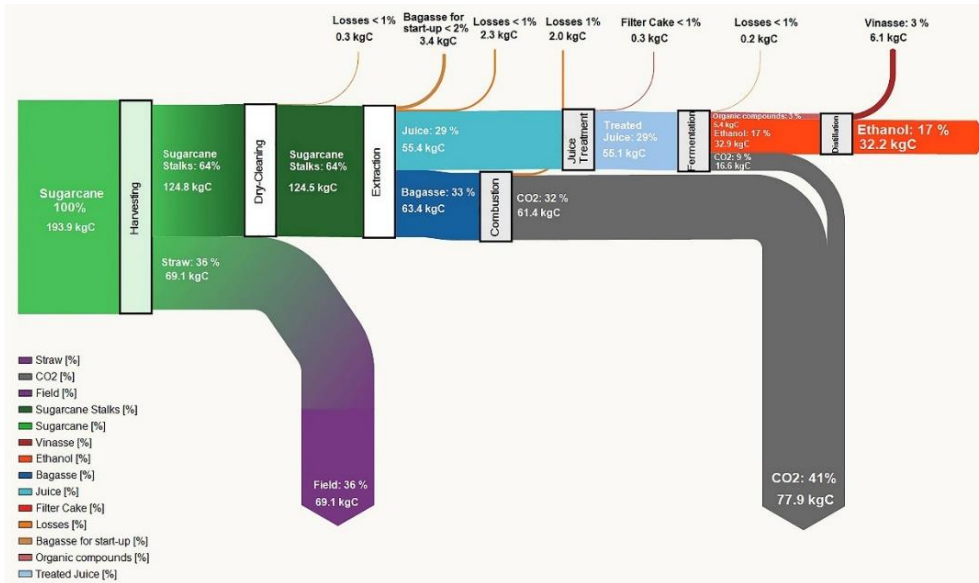 Losses < 1%
0.3 kgC
Bagasse for
start-up < 2%
3.4 kgC
Losses < 1%
2.3 kgC
Losses 1%
2.0 kgC
Filter Cake < 1%
0.3 kgC
Losses < 1%
0.2 kgC
Vinasse: 3 %
6.1 kgC
Sugarcane
100%
193.9 kgC
Harvesting
Sugarcane
Stalks: 64%
124.8 kgC
Dry-Cleaning
Sugarcane
Stalks: 64%
124.5 kgC
Extraction
Juice: 29 %
55.4 kgC
Juice
Treatment
Treated
Juice: 29%
55.1 kgC
Fermentation
Organic compounds: 3 %
5.4 kgC
Ethanol: 17 %
32.9 kgC
CO2: 9 %
16.6 kgC
Distillation
Ethanol: 17 %
32.2 kgC
Bagasse: 33 %
63.4 kgC
Combustion
CO2: 32 %
61.4 kgC
Straw: 36 %
69.1 kgC
Field: 36 %
69.1 kgC
CO2: 41%
77.9 kgC
Straw [%]
CO2 [%]
Field [%]
Sugarcane Stalks [%]
Sugarcane [%]
Vinasse [%]
Ethanol [%]
Bagasse [%]
Juice [%]
Filter Cake [%]
Losses [%]
Bagasse for start-up [%]
Organic compounds [%]
Treated Juice [%]